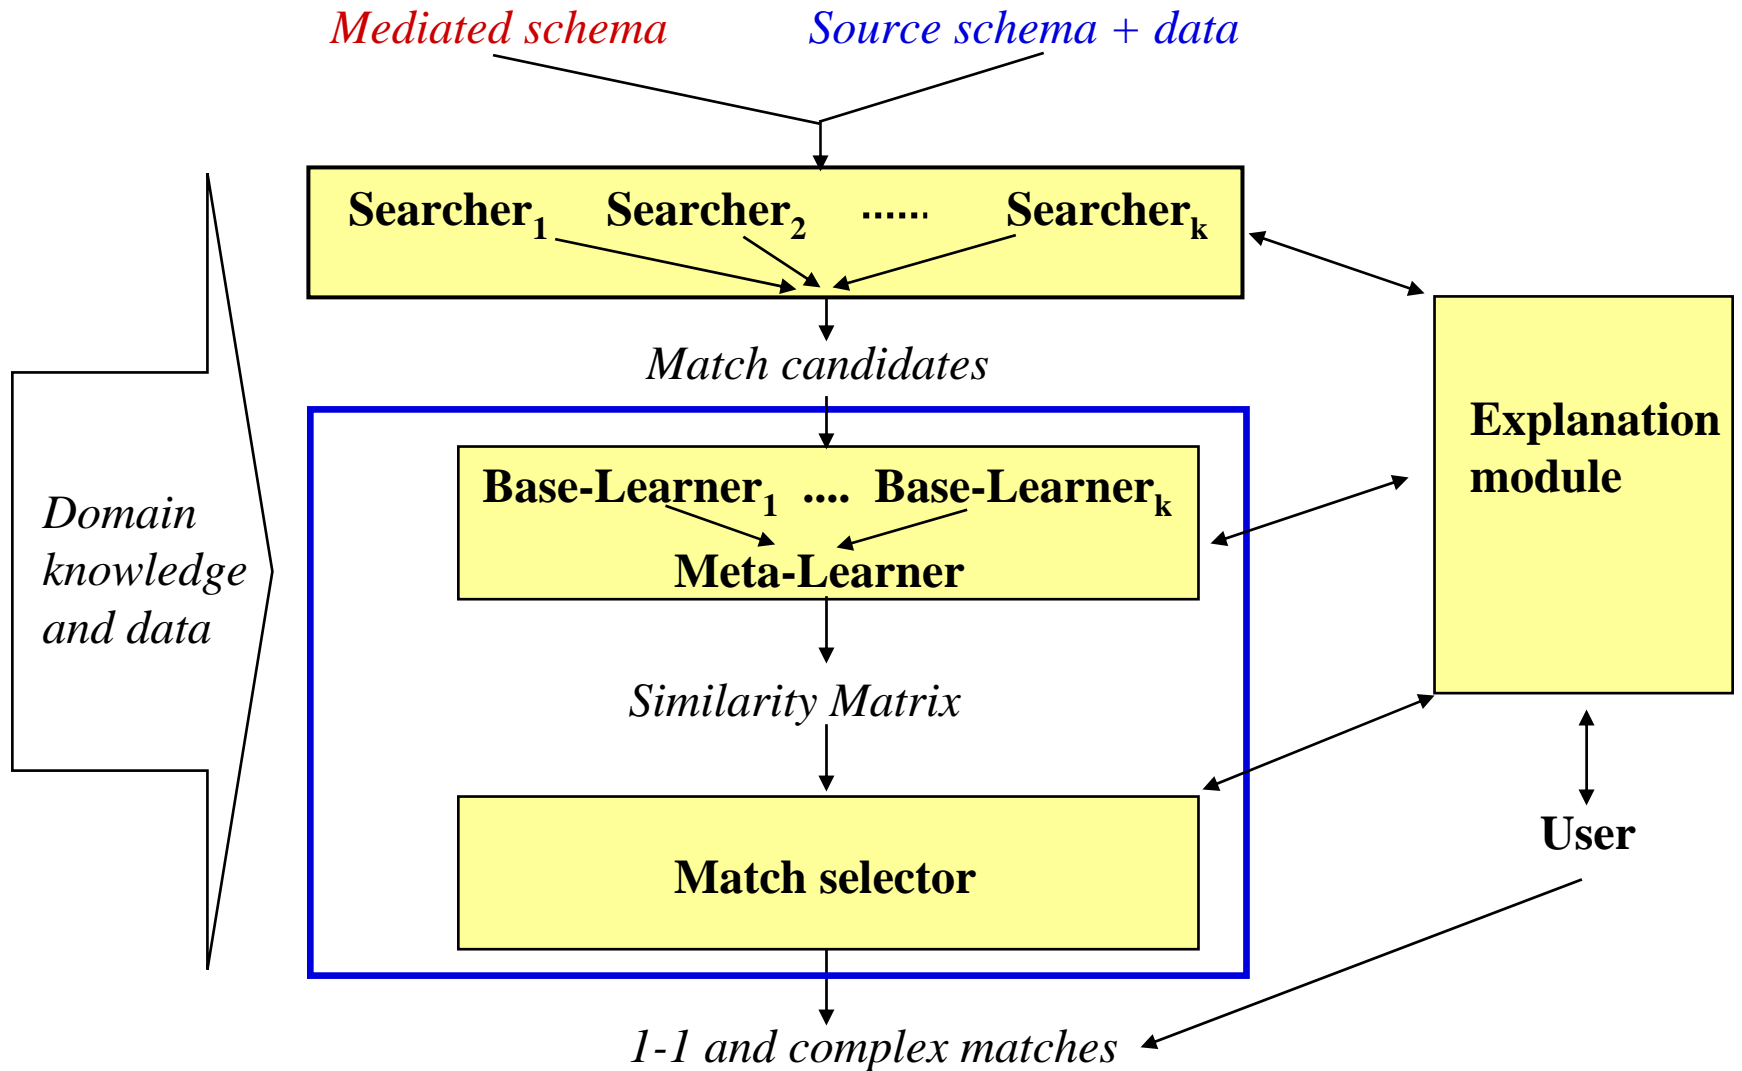 Mediated schema
Source schema + data
Searcher1 Searcher2 ...... Searcherk
Match candidates
Base-Learner1 .... Base-Learnerk
Meta-Learner
Similarity Matrix
Match selector
1-1 and complex matches
Domain
knowledge
and data
Explanation
module
User